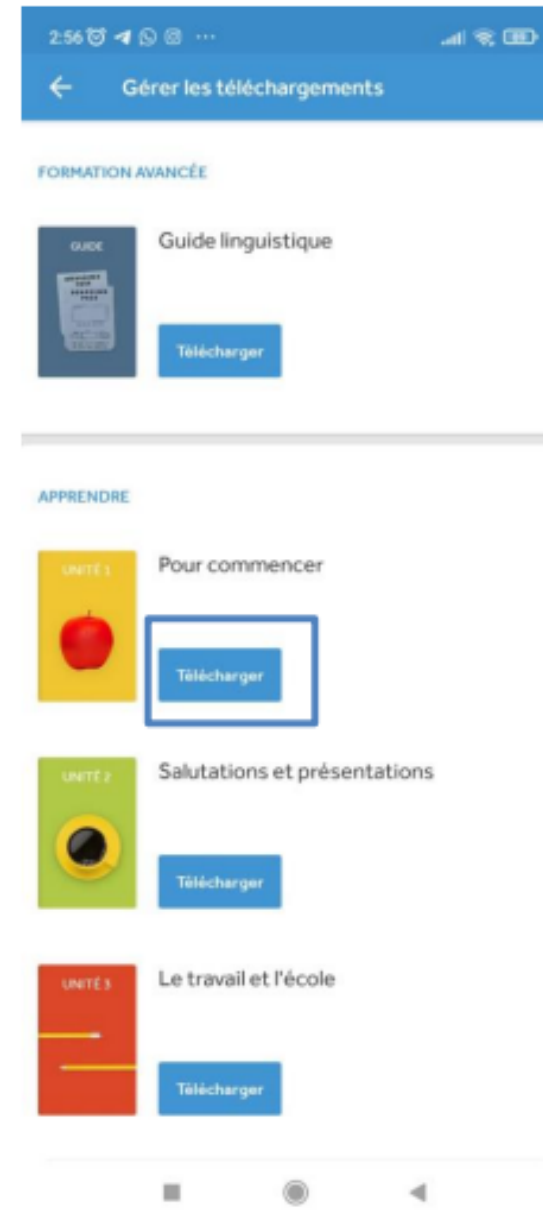 2:56
Gérer les téléchargements
FORMATION AVANCÉE
GUIDE
Guide linguistique
Télécharger
APPRENDRE
UNITÉ 1
Pour commencer
Télécharger
UNITÉ 2
Salutations et présentations
Télécharger
UNITÉ 3
Le travail et l'école
Télécharger